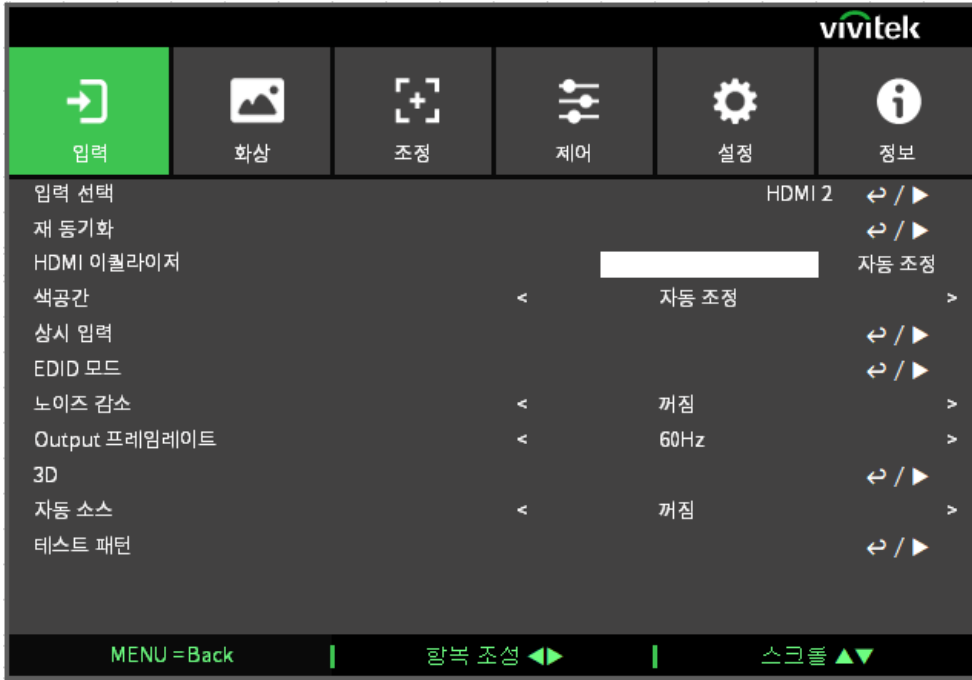 vivitek
입력 화상 조정 제어 설정 정보
입력 선택 HDMI 2 ↩ / ▶
재 동기화 ↩ / ▶
HDMI 이퀄라이저 자동 조정
색공간 < 자동 조정 >
상시 입력 ↩ / ▶
EDID 모드 ↩ / ▶
노이즈 감소 < 꺼짐 >
Output 프레임레이트 < 60Hz >
3D ↩ / ▶
자동 소스 < 꺼짐 >
테스트 패턴 ↩ / ▶
MENU = Back 항복 조성 ◀▶ 스크롤 ▲▼